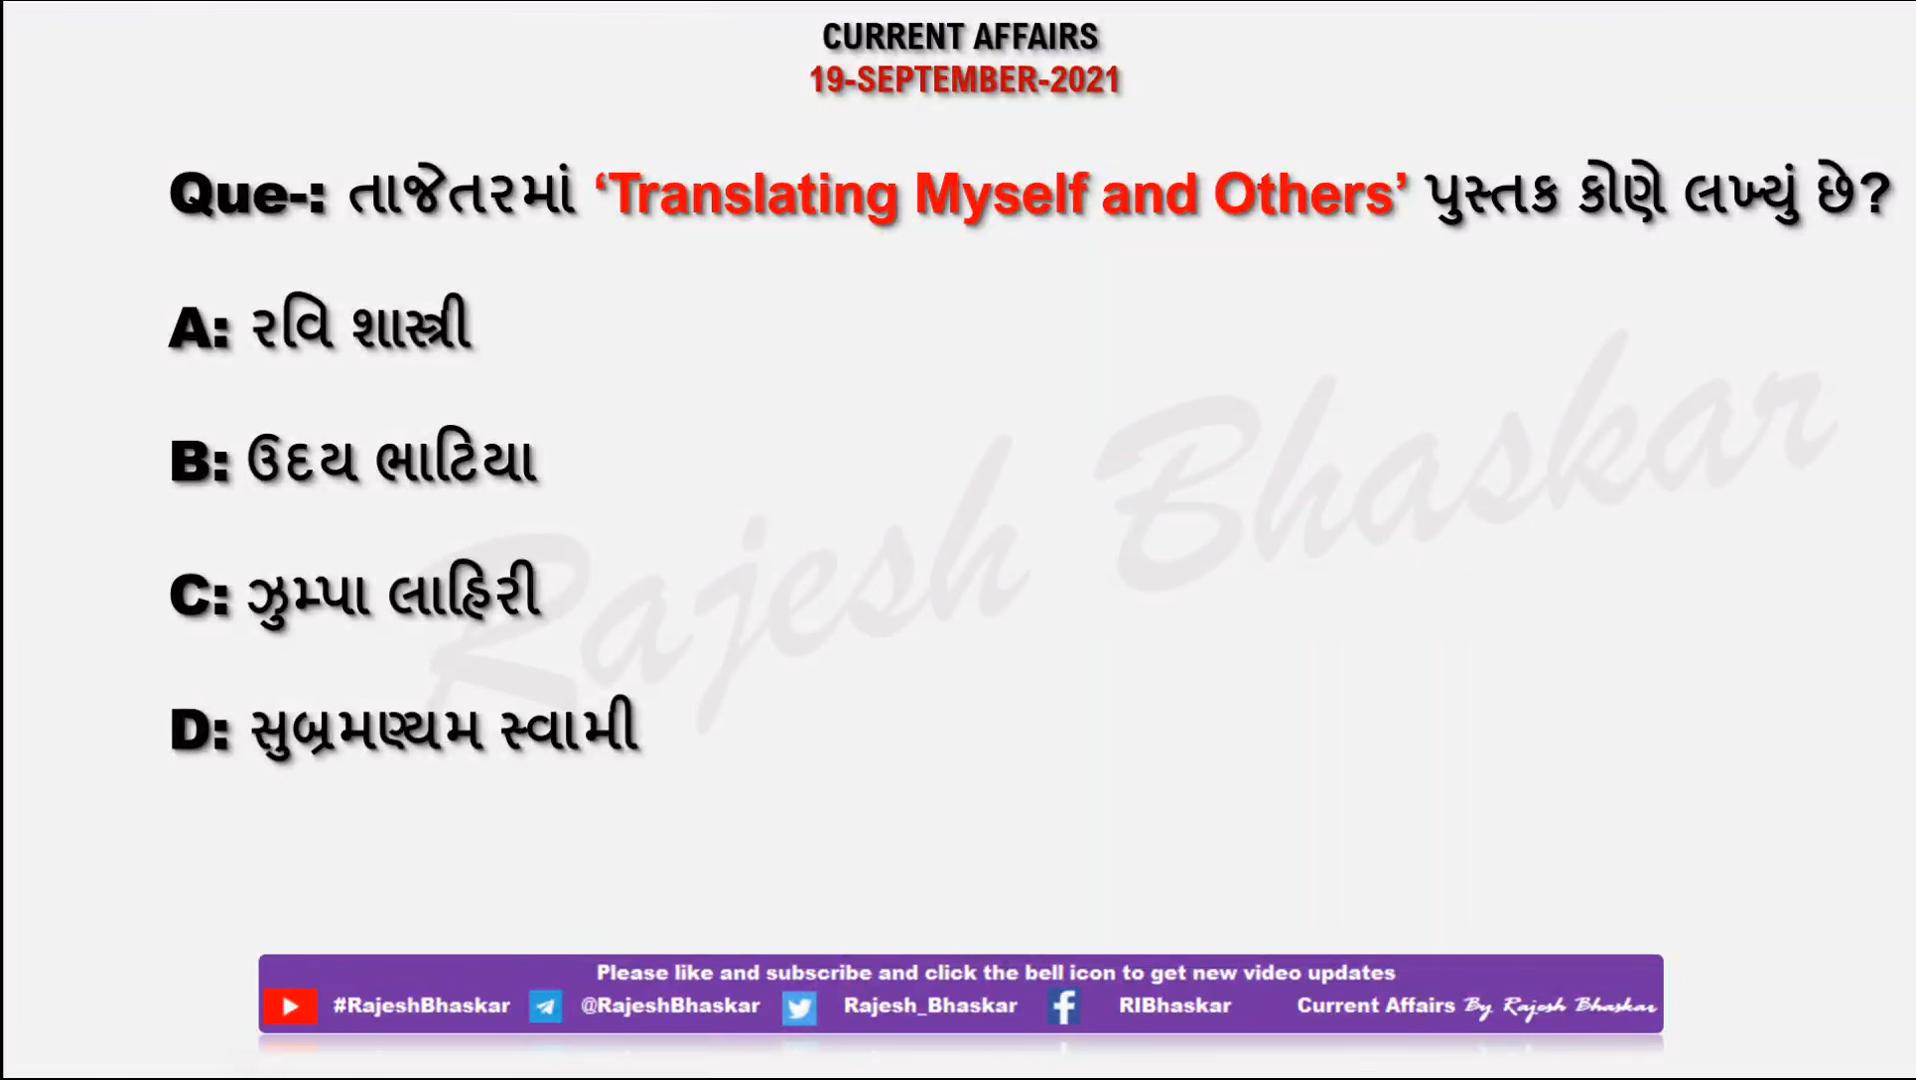 CURRENT AFFAIRS
19-SEPTEMBER-2021
Que-: તાજેતરમાં ‘Translating Myself and Others’ પુસ્તક કોણે લખ્યું છે?
A: રવિ શાસ્ત્રી
B: ઉદય ભાટિયા
C: ઝુમ્પા લાહિરી
D: સુબ્રમણ્યમ સ્વામી
Rajesh Bhaskar
Please like and subscribe and click the bell icon to get new video updates
#RajeshBhaskar @RajeshBhaskar Rajesh_Bhaskar RIBhaskar Current Affairs By Rajesh Bhaskar